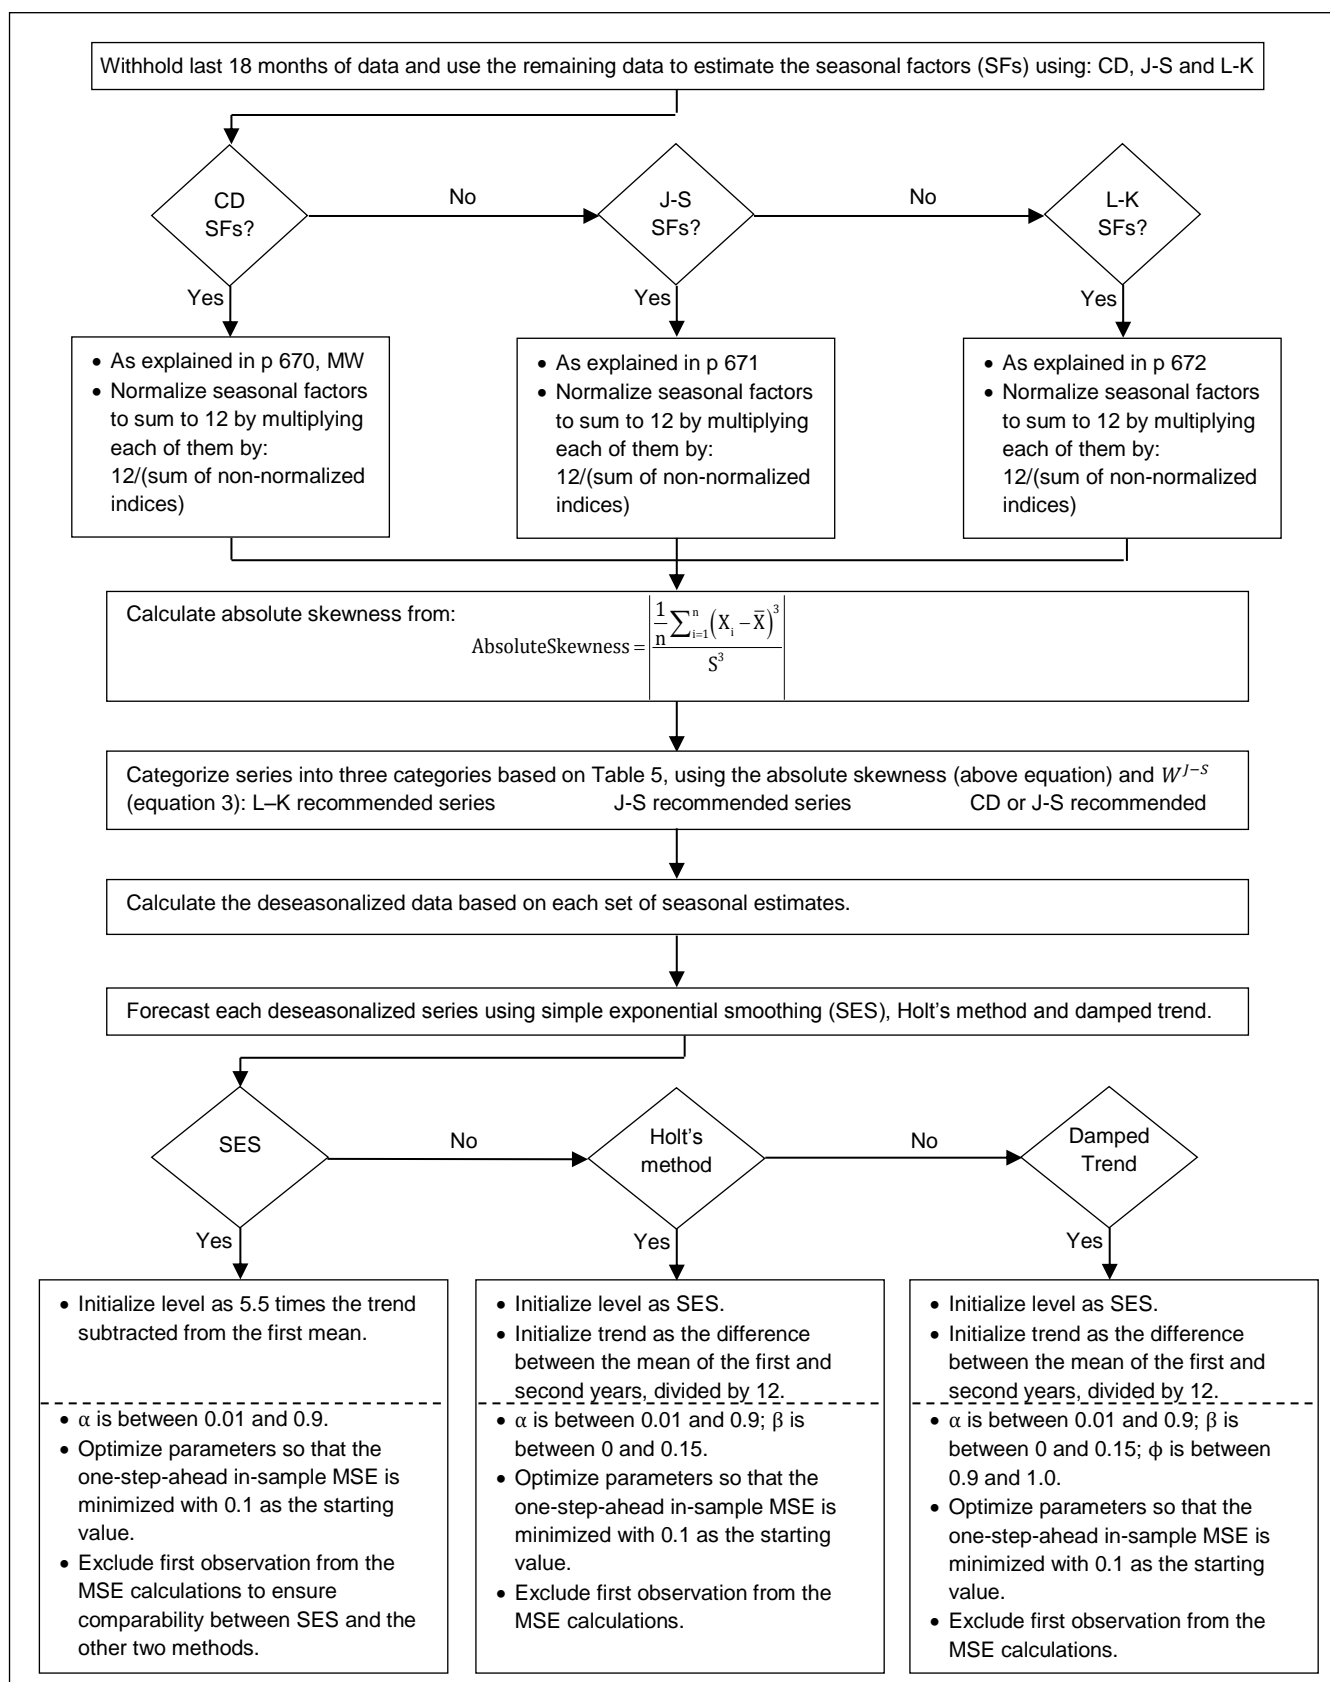 Withhold last 18 months of data and use the remaining data to estimate the seasonal factors (SFs) using: CD, J-S and L-K
CD
SFs?
No
J-S
SFs?
No
L-K
SFs?
Yes
Yes
Yes
• As explained in p 670, MW
• Normalize seasonal factors
to sum to 12 by multiplying
each of them by:
12/(sum of non-normalized
indices)
• As explained in p 671
• Normalize seasonal factors
to sum to 12 by multiplying
each of them by:
12/(sum of non-normalized
indices)
• As explained in p 672
• Normalize seasonal factors
to sum to 12 by multiplying
each of them by:
12/(sum of non-normalized
indices)
Calculate absolute skewness from:
AbsoluteSkewness = | (1/n ∑_{i=1}^{n} (X_i − X̅)^3) / S^3 |
Categorize series into three categories based on Table 5, using the absolute skewness (above equation) and W^{J−S}
(equation 3): L–K recommended series J-S recommended series CD or J-S recommended
Calculate the deseasonalized data based on each set of seasonal estimates.
Forecast each deseasonalized series using simple exponential smoothing (SES), Holt's method and damped trend.
SES
No
Holt's
method
No
Damped
Trend
Yes
Yes
Yes
• Initialize level as 5.5 times the trend
subtracted from the first mean.
• α is between 0.01 and 0.9.
• Optimize parameters so that the
one-step-ahead in-sample MSE is
minimized with 0.1 as the starting
value.
• Exclude first observation from the
MSE calculations to ensure
comparability between SES and the
other two methods.
• Initialize level as SES.
• Initialize trend as the difference
between the mean of the first and
second years, divided by 12.
• α is between 0.01 and 0.9; β is
between 0 and 0.15.
• Optimize parameters so that the
one-step-ahead in-sample MSE is
minimized with 0.1 as the starting
value.
• Exclude first observation from the
MSE calculations.
• Initialize level as SES.
• Initialize trend as the difference
between the mean of the first and
second years, divided by 12.
• α is between 0.01 and 0.9; β is
between 0 and 0.15; ϕ is between
0.9 and 1.0.
• Optimize parameters so that the
one-step-ahead in-sample MSE is
minimized with 0.1 as the starting
value.
• Exclude first observation from the
MSE calculations.